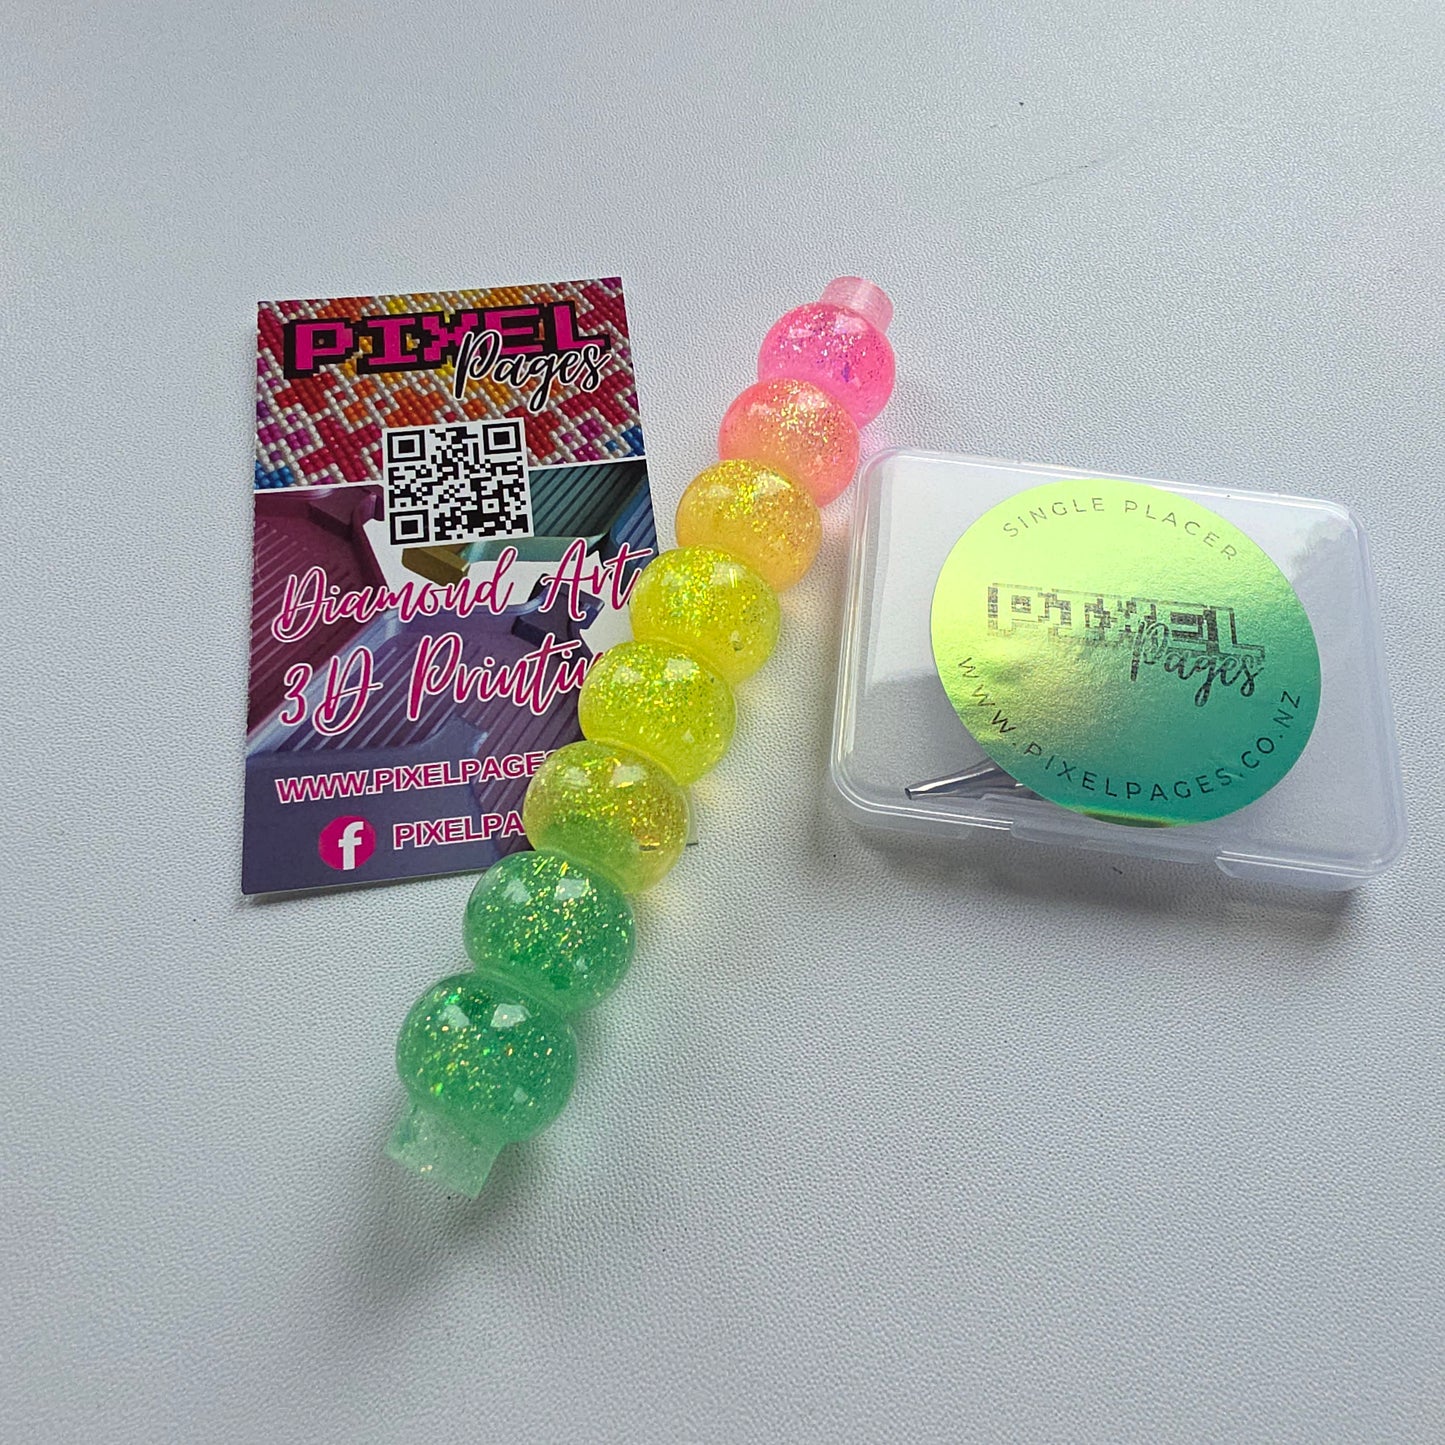 PIXEL
Pages
Diamond Art
3D Printin
WWW.PIXELPAGES
f PIXELPA
SINGLE PLACER
PIXEL
Pages
WWW.PIXELPAGES.CO.NZ